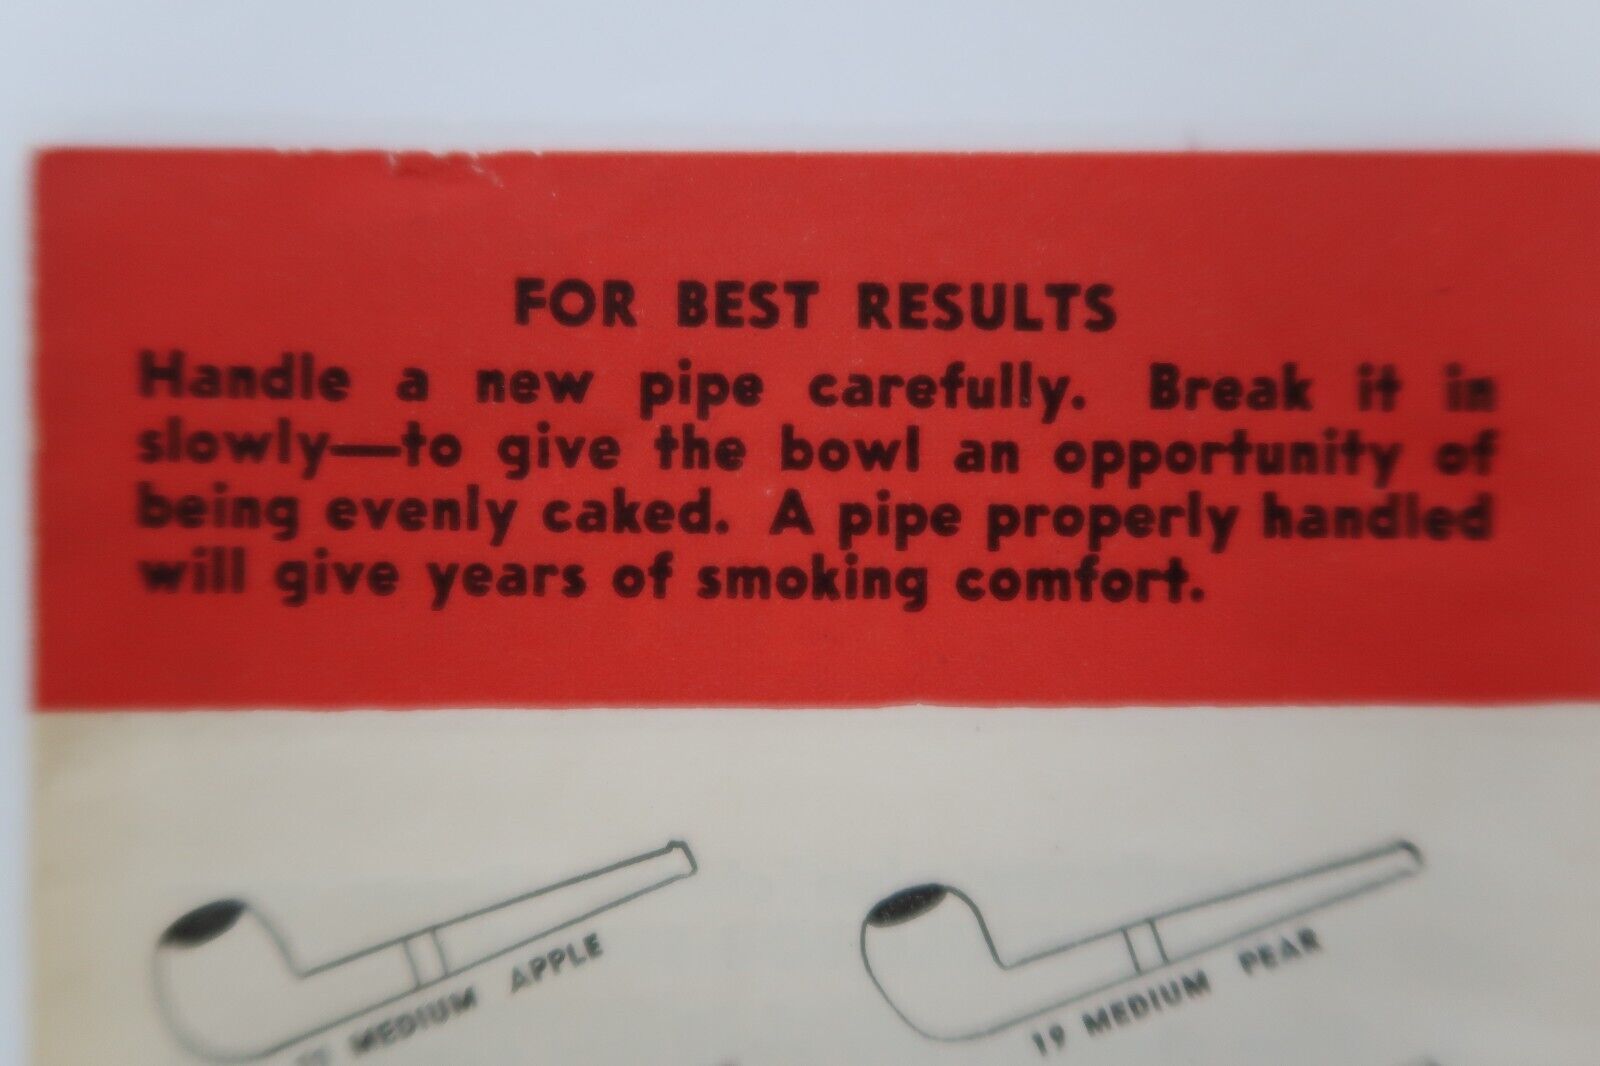 FOR BEST RESULTS
Handle a new pipe carefully. Break it in
slowly—to give the bowl an opportunity of
being evenly caked. A pipe properly handled
will give years of smoking comfort.
MEDIUM APPLE
19 MEDIUM PEAR